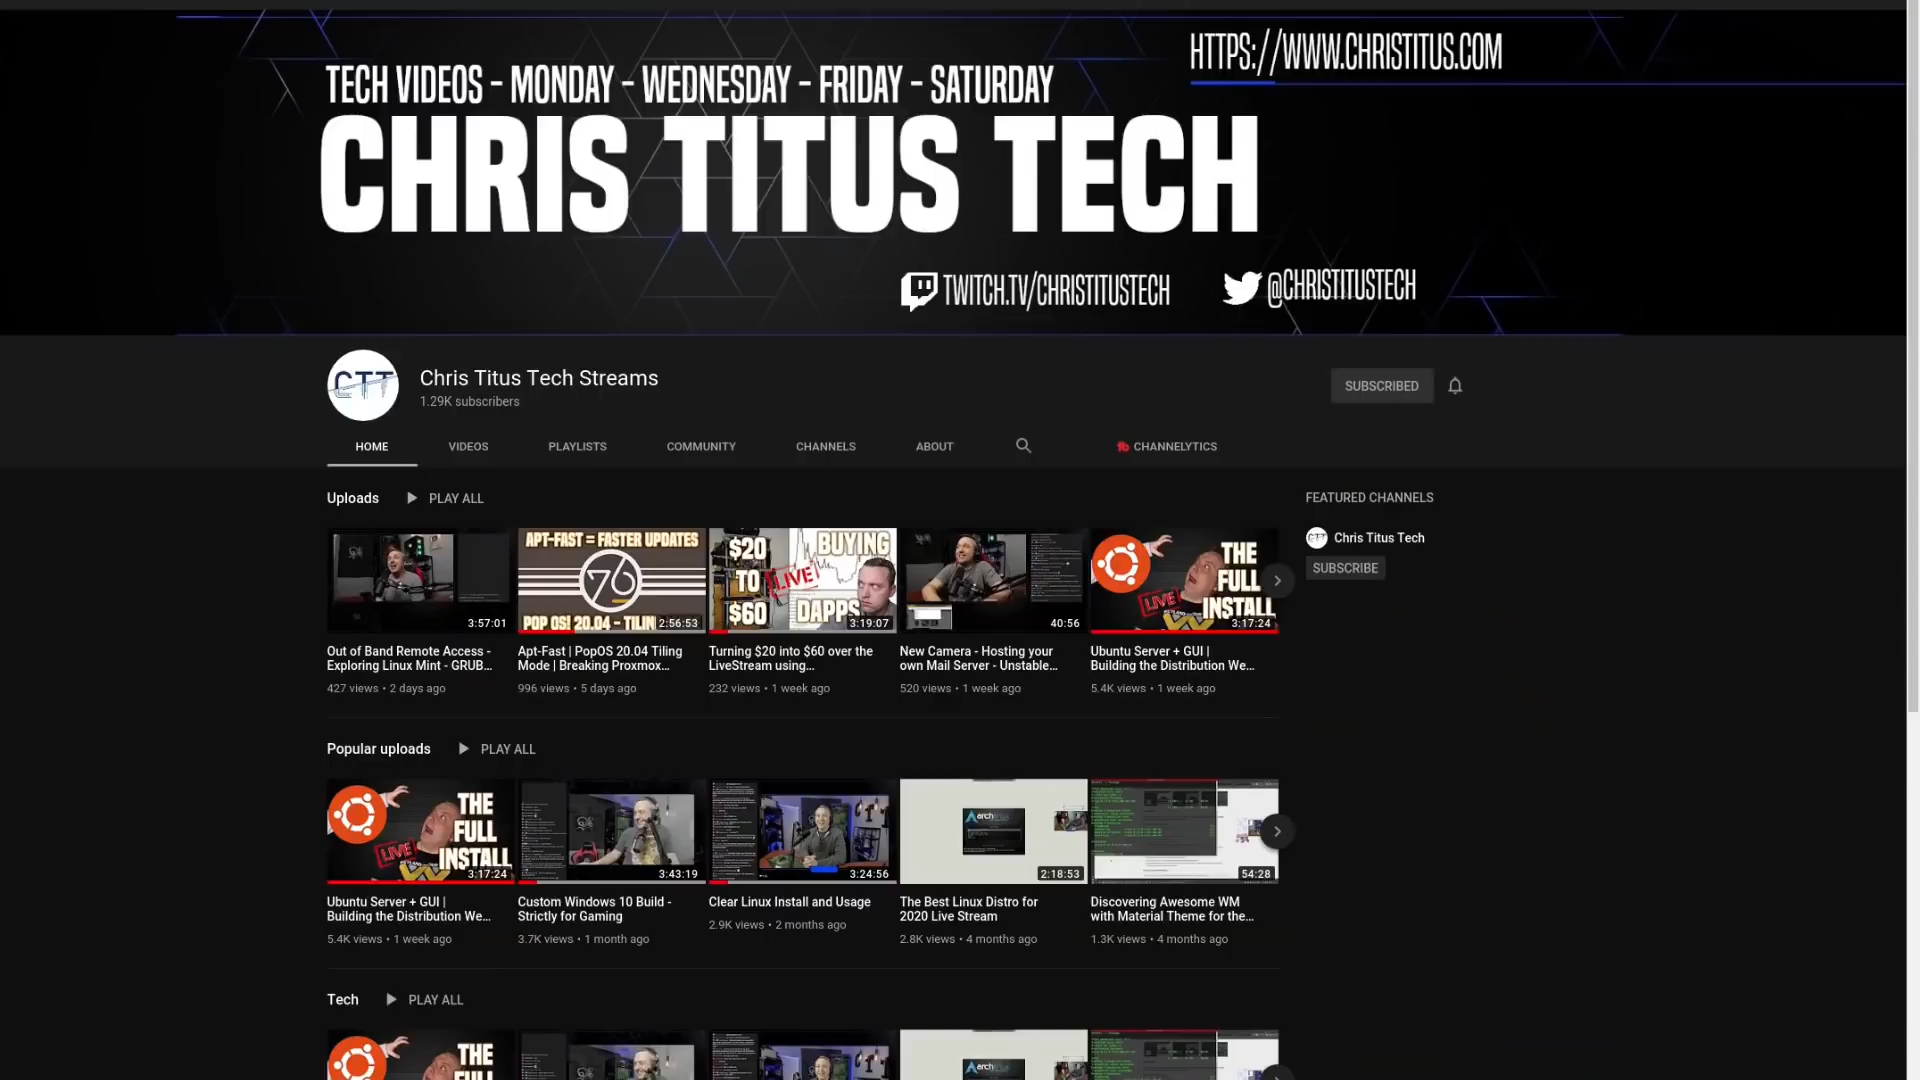 HTTPS://WWW.CHRISTITUS.COM
TECH VIDEOS - MONDAY - WEDNESDAY - FRIDAY - SATURDAY
CHRIS TITUS TECH
TWITCH.TV/CHRISTITUSTECH
@CHRISTITUSTECH
CTT
Chris Titus Tech Streams
1.29K subscribers
SUBSCRIBED
HOME
VIDEOS
PLAYLISTS
COMMUNITY
CHANNELS
ABOUT
CHANNELYTICS
Uploads
PLAY ALL
FEATURED CHANNELS
Chris Titus Tech
SUBSCRIBE
3:57:01
APT-FAST = FASTER UPDATES
76
POP OS! 20.04 - TILIN
2:56:53
$20
TO
$60
LIVE
BUYING
DAPPS
3:19:07
40:56
THE
FULL
INSTALL
LIVE
3:17:24
Out of Band Remote Access -
Exploring Linux Mint - GRUB...
427 views • 2 days ago
Apt-Fast | PopOS 20.04 Tiling
Mode | Breaking Proxmox...
996 views • 5 days ago
Turning $20 into $60 over the
LiveStream using...
232 views • 1 week ago
New Camera - Hosting your
own Mail Server - Unstable...
520 views • 1 week ago
Ubuntu Server + GUI |
Building the Distribution We...
5.4K views • 1 week ago
Popular uploads
PLAY ALL
THE
FULL
INSTALL
LIVE
3:17:24
3:43:19
3:24:56
arch
2:18:53
54:28
Ubuntu Server + GUI |
Building the Distribution We...
5.4K views • 1 week ago
Custom Windows 10 Build -
Strictly for Gaming
3.7K views • 1 month ago
Clear Linux Install and Usage
2.9K views • 2 months ago
The Best Linux Distro for
2020 Live Stream
2.8K views • 4 months ago
Discovering Awesome WM
with Material Theme for the...
1.3K views • 4 months ago
Tech
PLAY ALL
THE
FULL
arch